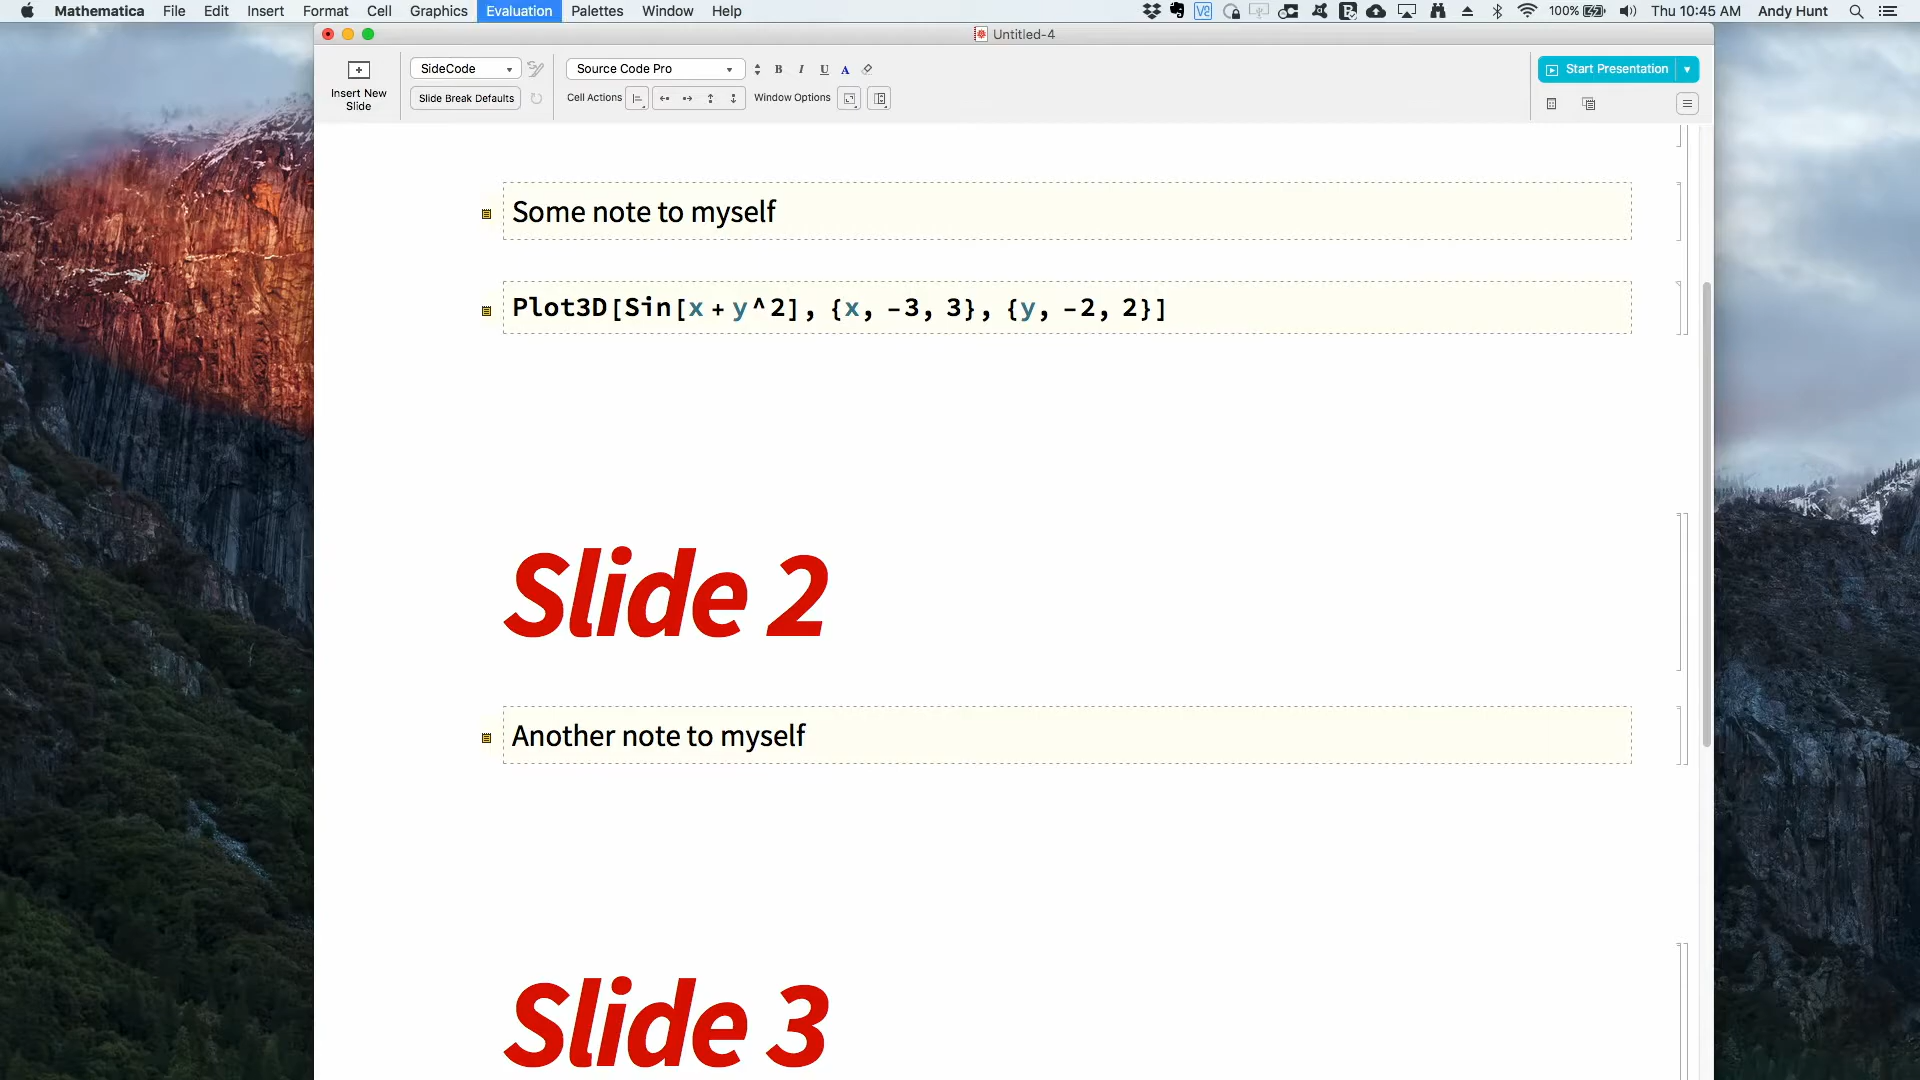 Mathematica File Edit Insert Format Cell Graphics Evaluation Palettes Window Help 100% Thu 10:45 AM Andy Hunt
Untitled-4
Insert New Slide
SideCode
Slide Break Defaults
Source Code Pro
B I U A
Cell Actions
Window Options
Start Presentation
Some note to myself
Plot3D[Sin[x + y^2], {x, -3, 3}, {y, -2, 2}]
Slide 2
Another note to myself
Slide 3